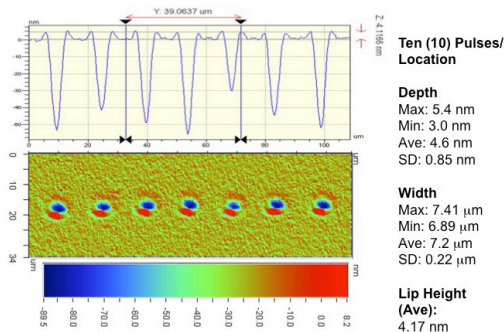 Y: 39.0637 um
nm
Z: 4.1166 nm
0
-10
-20
-30
-40
-50
0 20 40 60 80 100 um
0
10
20
34
um
nm
-89.5 -80.0 -70.0 -60.0 -50.0 -40.0 -30.0 -20.0 -10.0 0.0 8.2
Ten (10) Pulses/
Location
Depth
Max: 5.4 nm
Min: 3.0 nm
Ave: 4.6 nm
SD: 0.85 nm
Width
Max: 7.41 μm
Min: 6.89 μm
Ave: 7.2 μm
SD: 0.22 μm
Lip Height
(Ave):
4.17 nm